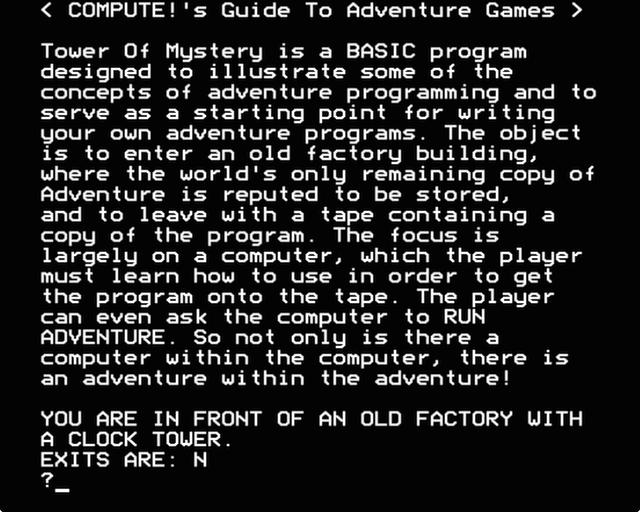 < COMPUTE!'s Guide To Adventure Games >
Tower Of Mystery is a BASIC program
designed to illustrate some of the
concepts of adventure programming and to
serve as a starting point for writing
your own adventure programs. The object
is to enter an old factory building,
where the world's only remaining copy of
Adventure is reputed to be stored,
and to leave with a tape containing a
copy of the program. The focus is
largely on a computer, which the player
must learn how to use in order to get
the program onto the tape. The player
can even ask the computer to RUN
ADVENTURE. So not only is there a
computer within the computer, there is
an adventure within the adventure!
YOU ARE IN FRONT OF AN OLD FACTORY WITH
A CLOCK TOWER.
EXITS ARE: N
?_